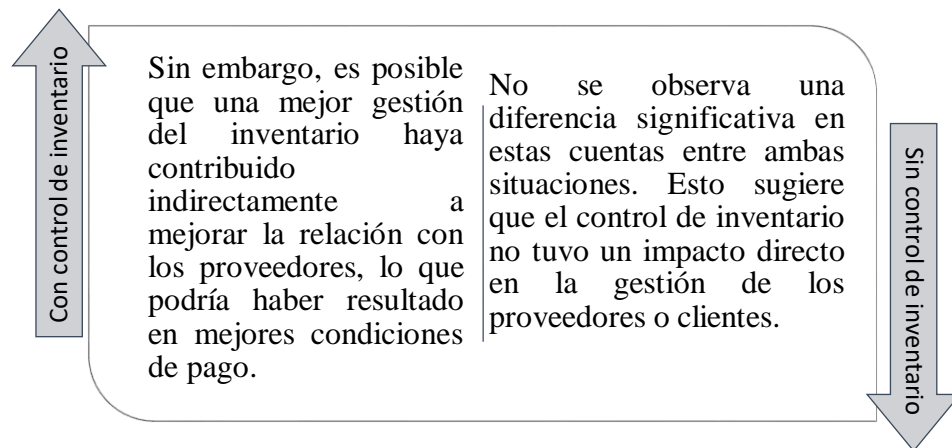 Con control de inventario
Sin embargo, es posible
que una mejor gestión
del inventario haya
contribuido
indirectamente a
mejorar la relación con
los proveedores, lo que
podría haber resultado
en mejores condiciones
de pago.
No se observa una
diferencia significativa en
estas cuentas entre ambas
situaciones. Esto sugiere
que el control de inventario
no tuvo un impacto directo
en la gestión de los
proveedores o clientes.
Sin control de inventario